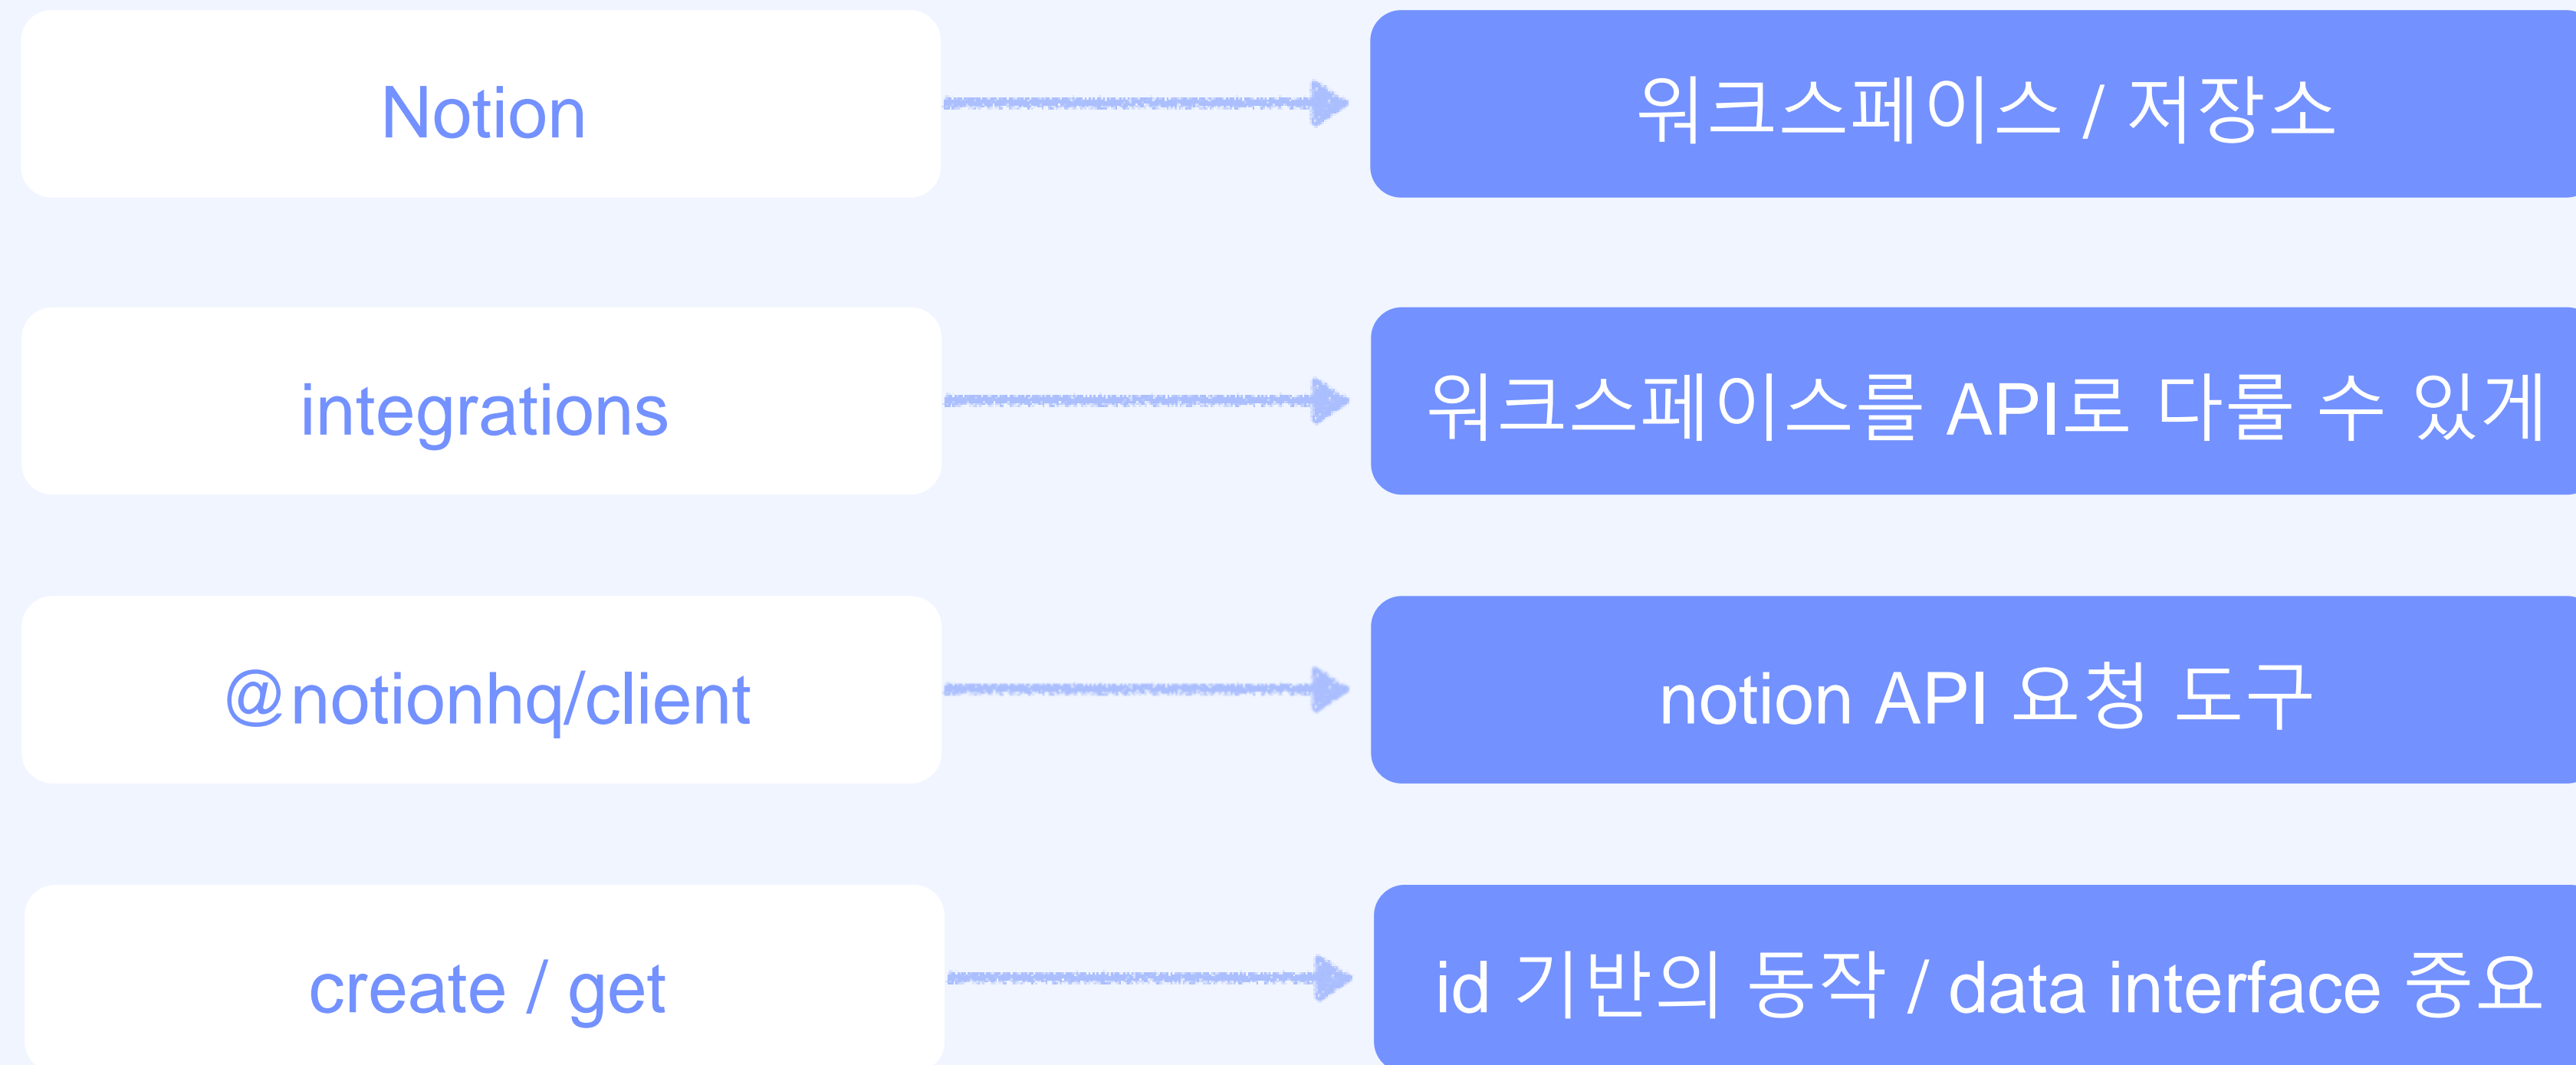 Notion
워크스페이스 / 저장소
integrations
워크스페이스를 API로 다룰 수 있게
@notionhq/client
notion API 요청 도구
create / get
id 기반의 동작 / data interface 중요